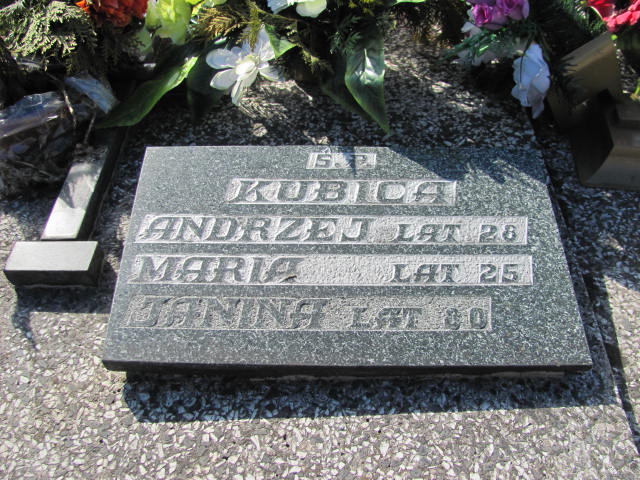 Ś.P.
KUBICA
ANDRZEJ LAT 28
MARIA LAT 25
JANINA LAT 80